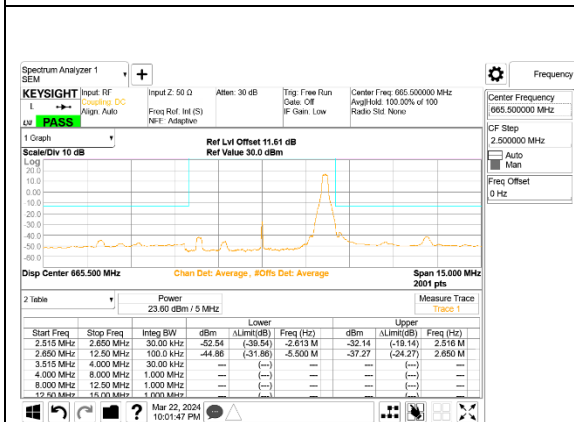 Spectrum Analyzer 1
SEM
+
Frequency
KEYSIGHT Input: RF Input Z: 50 Ω Atten: 30 dB Trig: Free Run Center Freq: 665.500000 MHz
Coupling: DC Gate: Off Avg|Hold: 100.00% of 100
Align: Auto Freq Ref: Int (S) IF Gain: Low Radio Std: None
NFE: Adaptive
PASS
Center Frequency
665.500000 MHz
CF Step
2.500000 MHz
Auto
Man
Freq Offset
0 Hz
1 Graph
Ref Lvl Offset 11.61 dB
Scale/Div 10 dB Ref Value 30.0 dBm
Log
20.0
10.0
0.00
-10.0
-20.0
-30.0
-40.0
-50.0
-60.0
Disp Center 665.500 MHz Chan Det: Average , #Offs Det: Average Span 15.000 MHz
2001 pts
2 Table Power Measure Trace
23.60 dBm / 5 MHz Trace 1
Lower Upper
Start Freq Stop Freq Integ BW dBm ΔLimit(dB) Freq (Hz) dBm ΔLimit(dB) Freq (Hz)
2.515 MHz 2.650 MHz 30.00 kHz -52.54 (-39.54) -2.613 M -32.14 (-19.14) 2.516 M
2.650 MHz 12.50 MHz 100.0 kHz -44.86 (-31.86) -5.500 M -37.27 (-24.27) 2.650 M
3.515 MHz 4.000 MHz 30.00 kHz --- (---) --- --- (---) ---
4.000 MHz 8.000 MHz 1.000 MHz --- (---) --- --- (---) ---
8.000 MHz 12.50 MHz 1.000 MHz --- (---) --- --- (---) ---
12.50 MHz 15.00 MHz 1.000 MHz --- (---) --- --- (---) ---
? Mar 22, 2024
10:01:47 PM